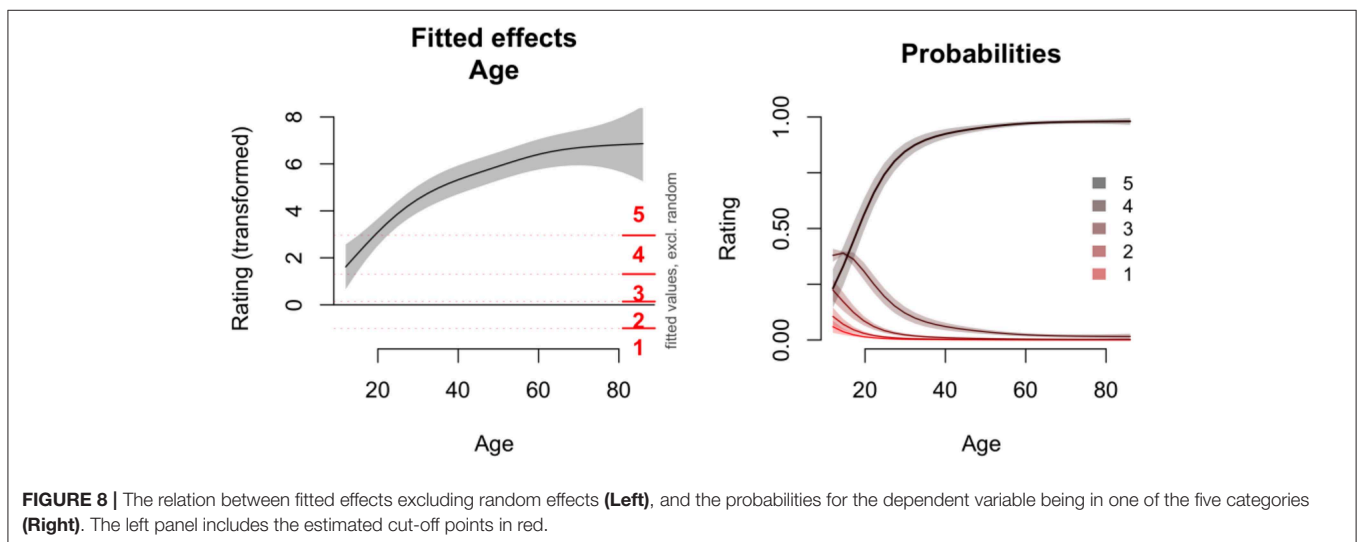 Fitted effects
Age
Rating (transformed)
8
6
4
2
0
5
4
3
2
1
fitted values, excl. random
20 40 60 80
Age
Probabilities
Rating
1.00
0.50
0.00
5
4
3
2
1
20 40 60 80
Age
FIGURE 8 | The relation between fitted effects excluding random effects (Left), and the probabilities for the dependent variable being in one of the five categories
(Right). The left panel includes the estimated cut-off points in red.